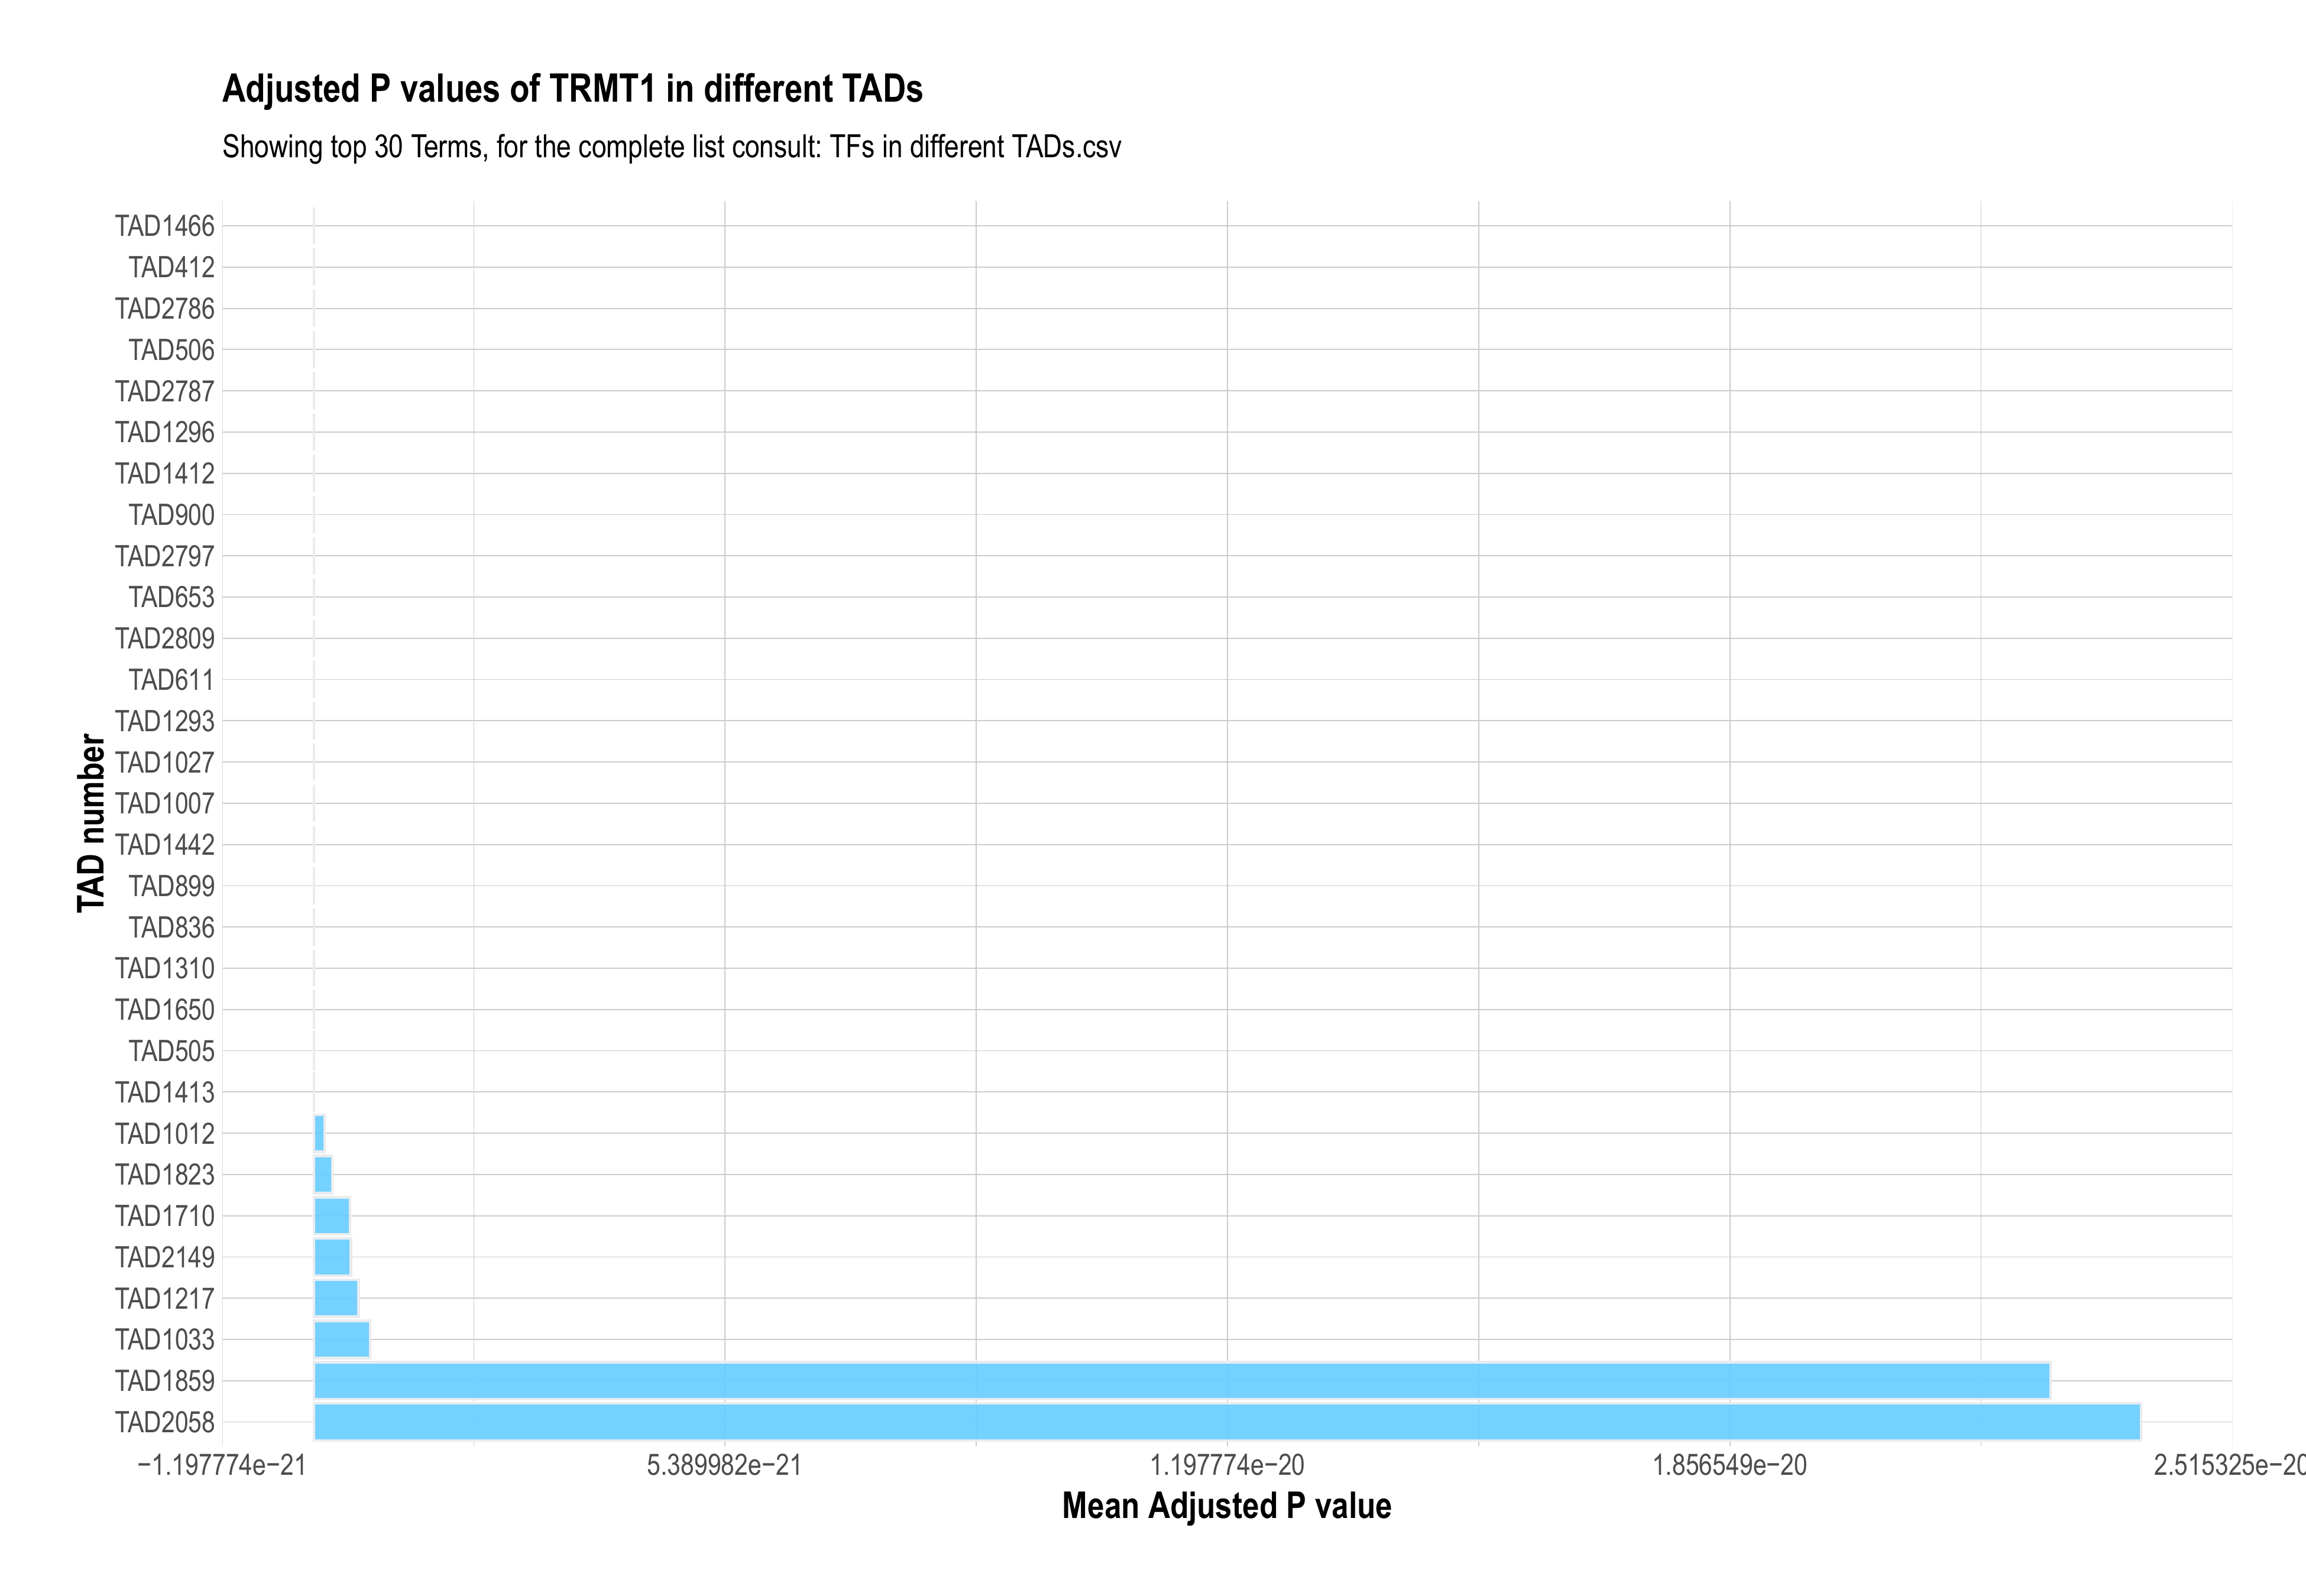 Adjusted P values of TRMT1 in different TADs
Showing top 30 Terms, for the complete list consult: TFs in different TADs.csv
TAD1466
TAD412
TAD2786
TAD506
TAD2787
TAD1296
TAD1412
TAD900
TAD2797
TAD653
TAD2809
TAD611
TAD1293
TAD1027
TAD1007
TAD1442
TAD899
TAD836
TAD1310
TAD1650
TAD505
TAD1413
TAD1012
TAD1823
TAD1710
TAD2149
TAD1217
TAD1033
TAD1859
TAD2058
TAD number
−1.197774e−21 5.389982e−21 1.197774e−20 1.856549e−20 2.515325e−20
Mean Adjusted P value